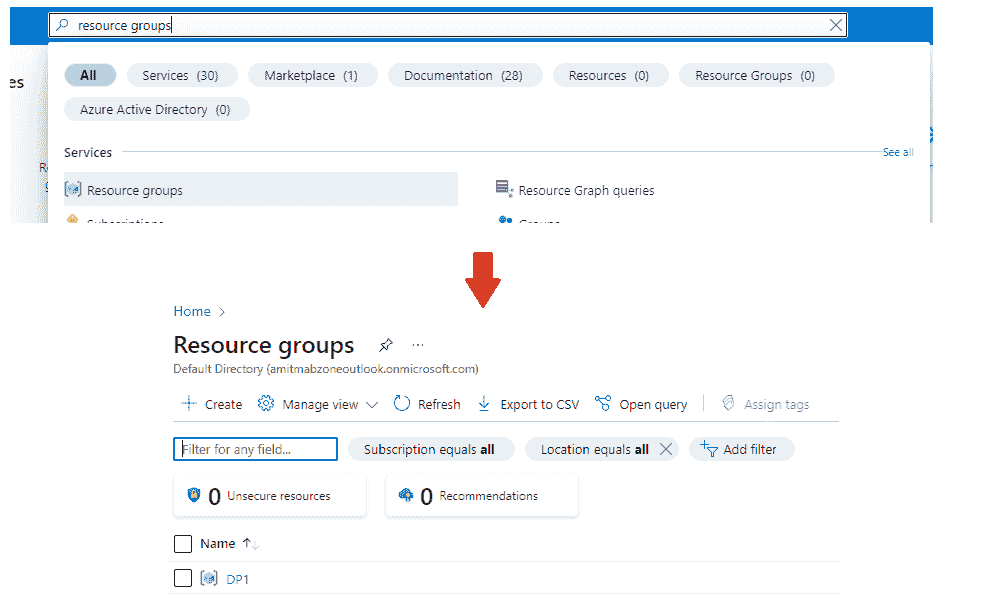 resource groups
es
All Services (30) Marketplace (1) Documentation (28) Resources (0) Resource Groups (0)
Azure Active Directory (0)
Services See all
Resource groups Resource Graph queries
Subscriptions Groups
Home >
Resource groups ...
Default Directory (amitmabzoneoutlook.onmicrosoft.com)
Create Manage view Refresh Export to CSV Open query Assign tags
Filter for any field... Subscription equals all Location equals all Add filter
0 Unsecure resources 0 Recommendations
Name
DP1